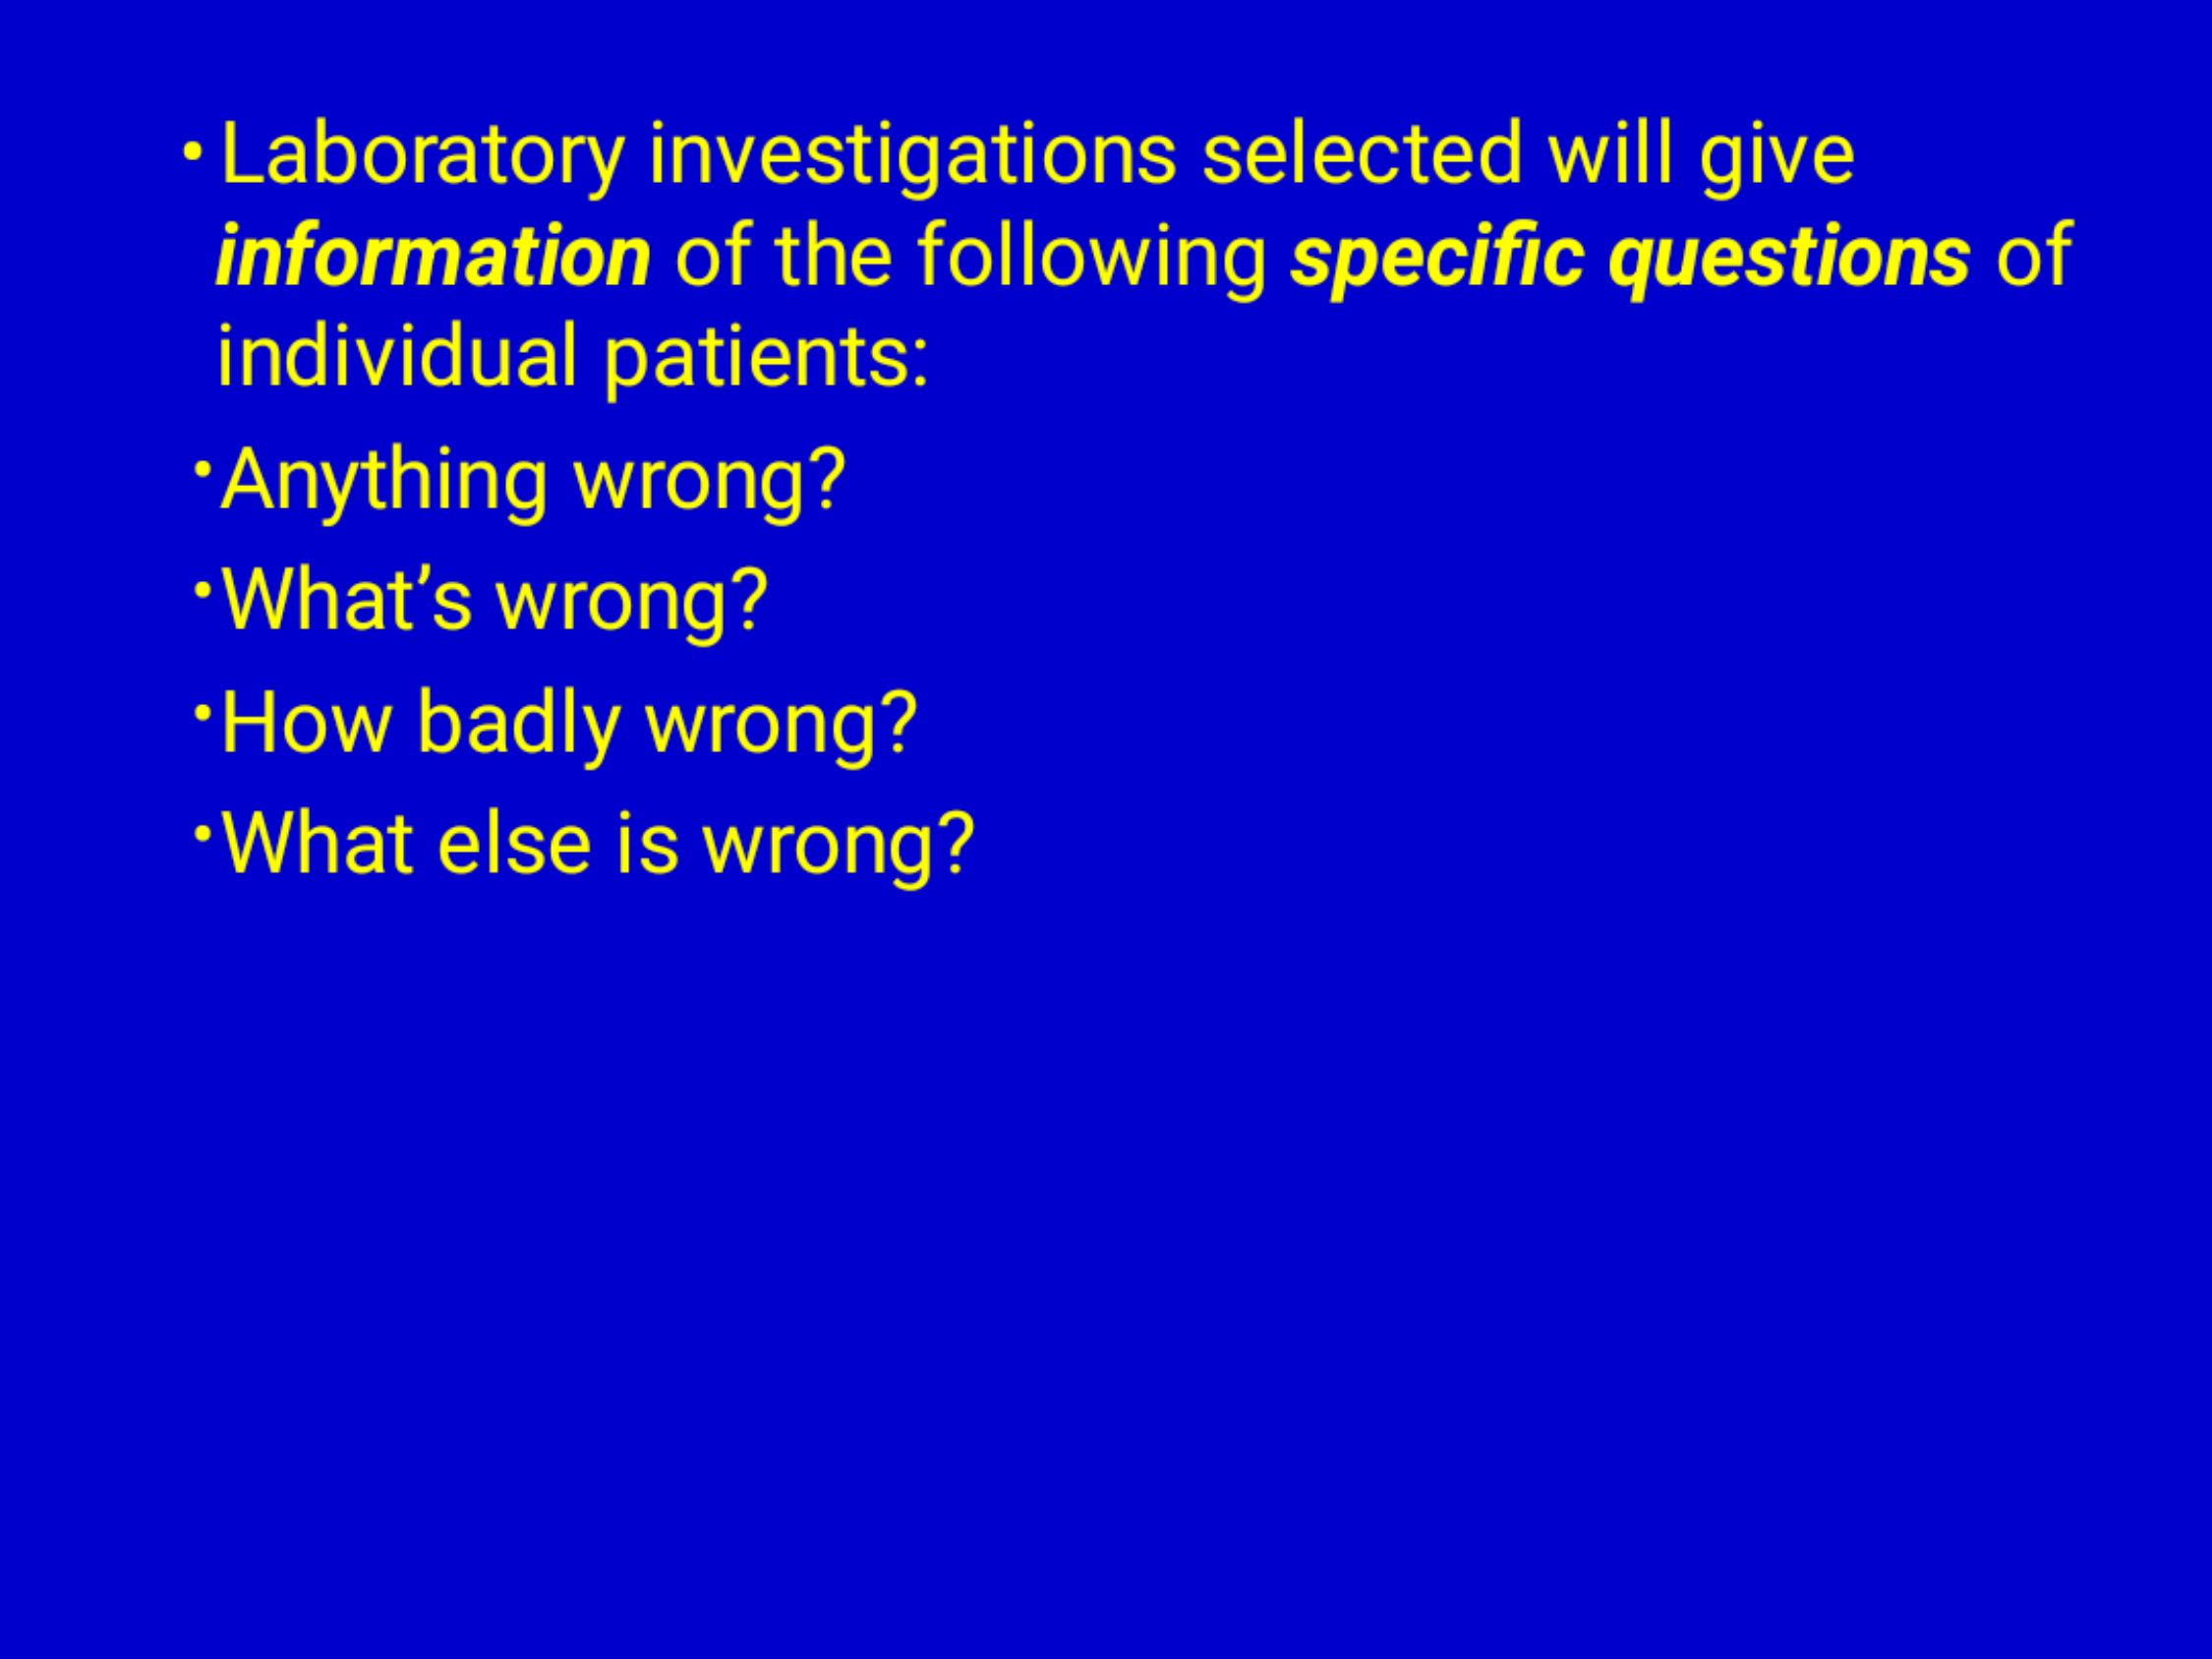 • Laboratory investigations selected will give
information of the following specific questions of
individual patients:
• Anything wrong?
• What’s wrong?
• How badly wrong?
• What else is wrong?